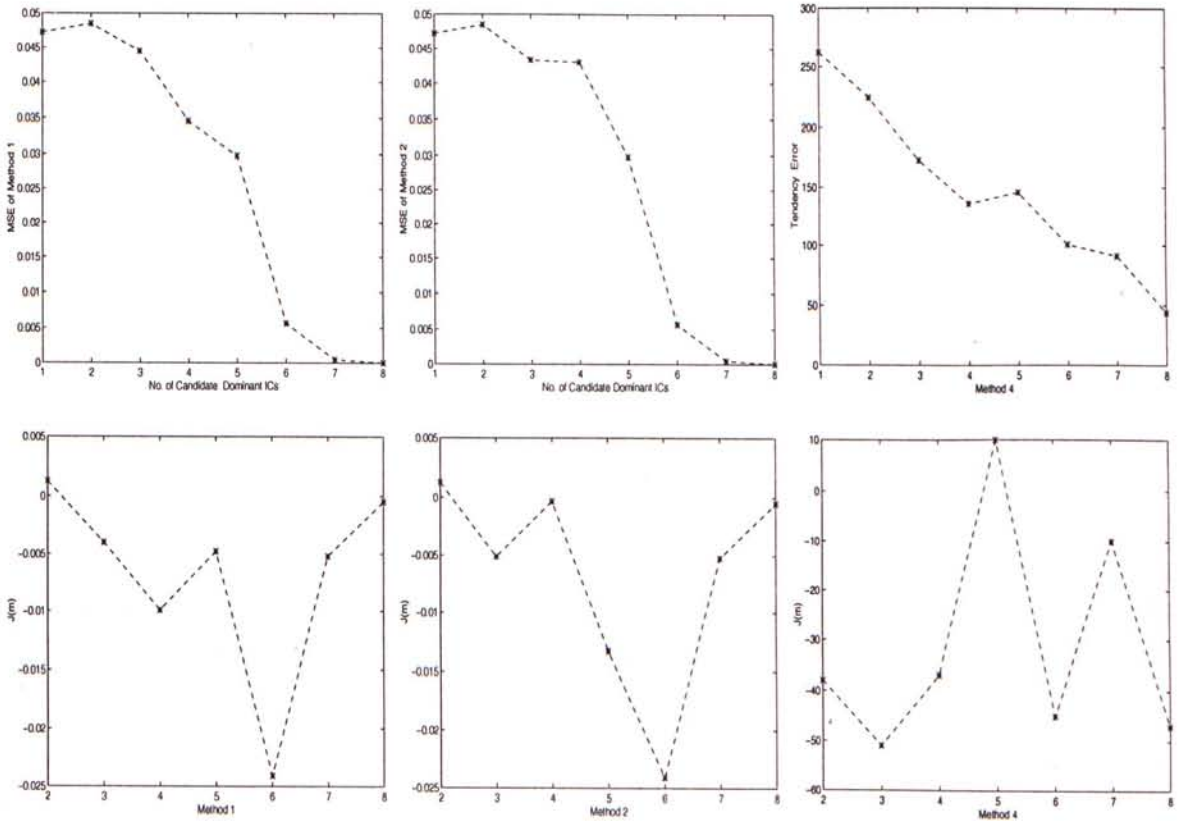 0.05
0.045
0.04
0.035
0.03
0.025
0.02
0.015
0.01
0.005
0
MSE of Method 1
1 2 3 4 5 6 7 8
No. of Candidate Dominant ICs
0.05
0.045
0.04
0.035
0.03
0.025
0.02
0.015
0.01
0.005
0
MSE of Method 2
1 2 3 4 5 6 7 8
No. of Candidate Dominant ICs
300
250
200
150
100
50
0
Tendency Error
1 2 3 4 5 6 7 8
Method 4
0.005
0
-0.005
-0.01
-0.015
-0.02
-0.025
J(m)
2 3 4 5 6 7 8
Method 1
0.005
0
-0.005
-0.01
-0.015
-0.02
-0.025
J(m)
2 3 4 5 6 7 8
Method 2
10
0
-10
-20
-30
-40
-50
-60
J(m)
2 3 4 5 6 7 8
Method 4